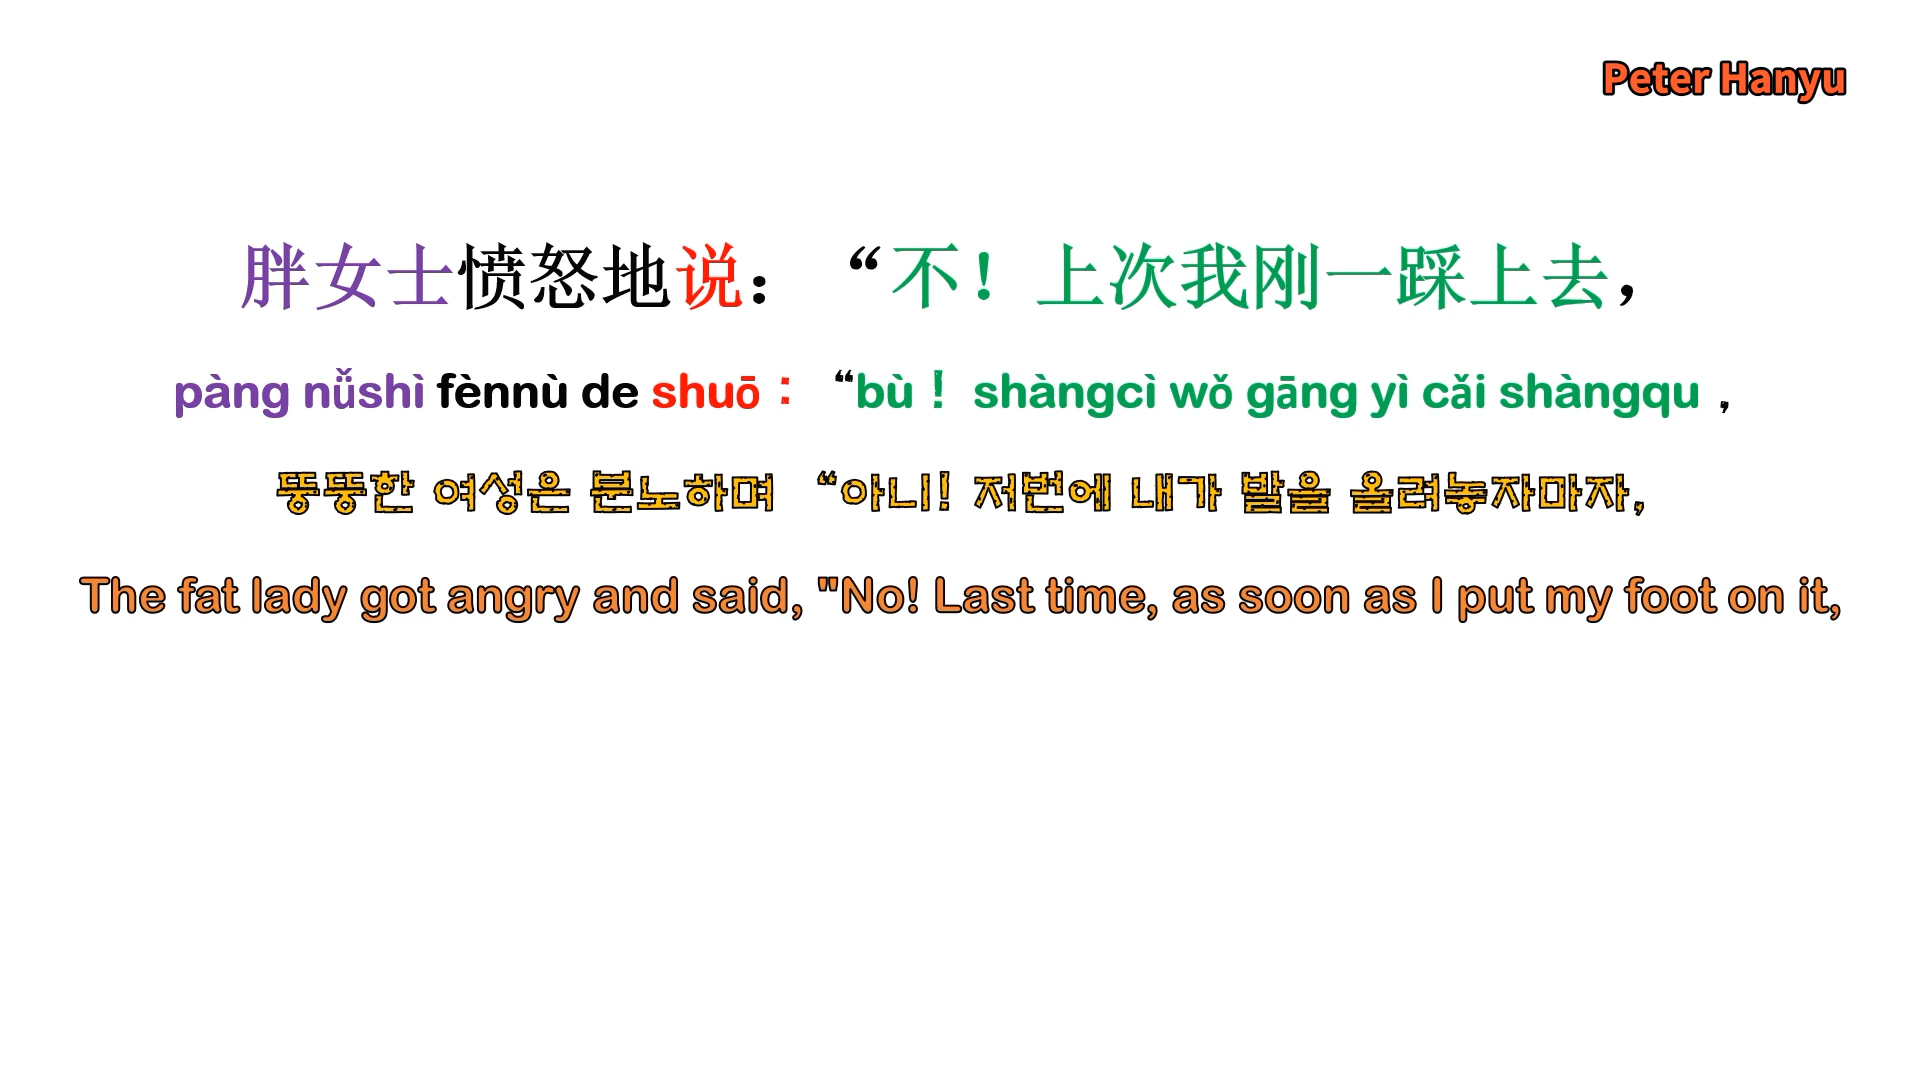 Peter Hanyu
胖女士愤怒地说：“不！上次我刚一踩上去，
pàng nǚshì fènnù de shuō：“bù！shàngcì wǒ gāng yì cǎi shàngqu，
뚱뚱한 여성은 분노하며 “아니! 저번에 내가 발을 올려놓자마자,
The fat lady got angry and said, "No! Last time, as soon as I put my foot on it,